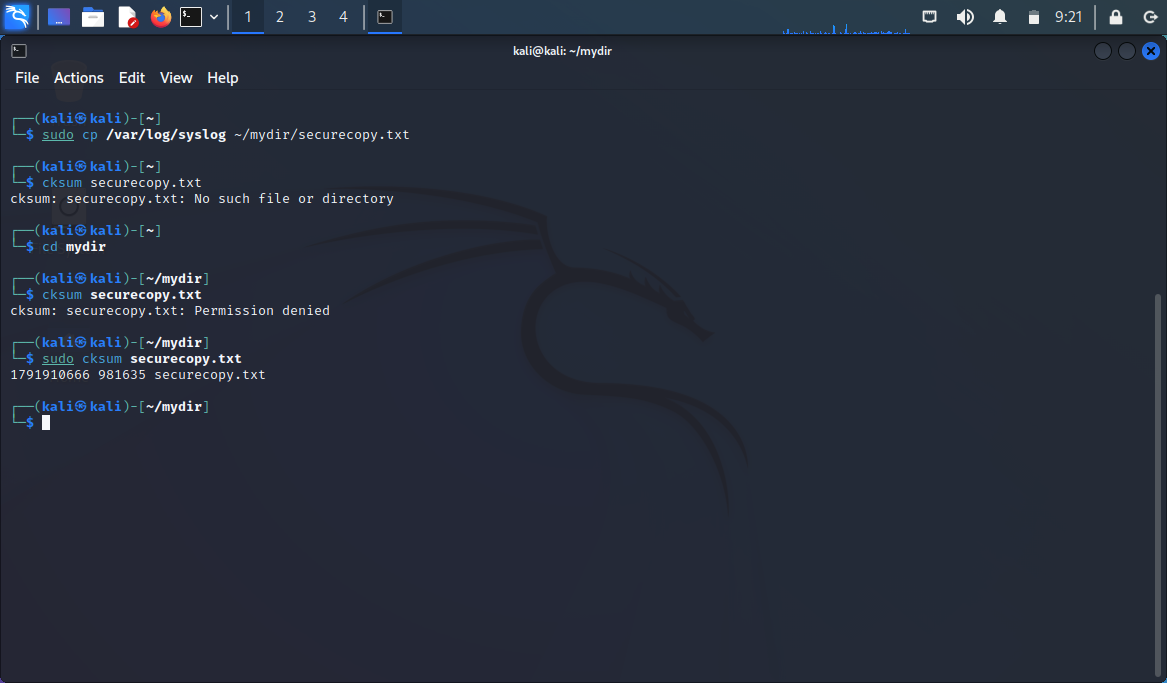 1 2 3 4 9:21
kali@kali: ~/mydir
File Actions Edit View Help
┌──(kali㉿kali)-[~]
└─$ sudo cp /var/log/syslog ~/mydir/securecopy.txt
┌──(kali㉿kali)-[~]
└─$ cksum securecopy.txt
cksum: securecopy.txt: No such file or directory
┌──(kali㉿kali)-[~]
└─$ cd mydir
┌──(kali㉿kali)-[~/mydir]
└─$ cksum securecopy.txt
cksum: securecopy.txt: Permission denied
┌──(kali㉿kali)-[~/mydir]
└─$ sudo cksum securecopy.txt
1791910666 981635 securecopy.txt
┌──(kali㉿kali)-[~/mydir]
└─$